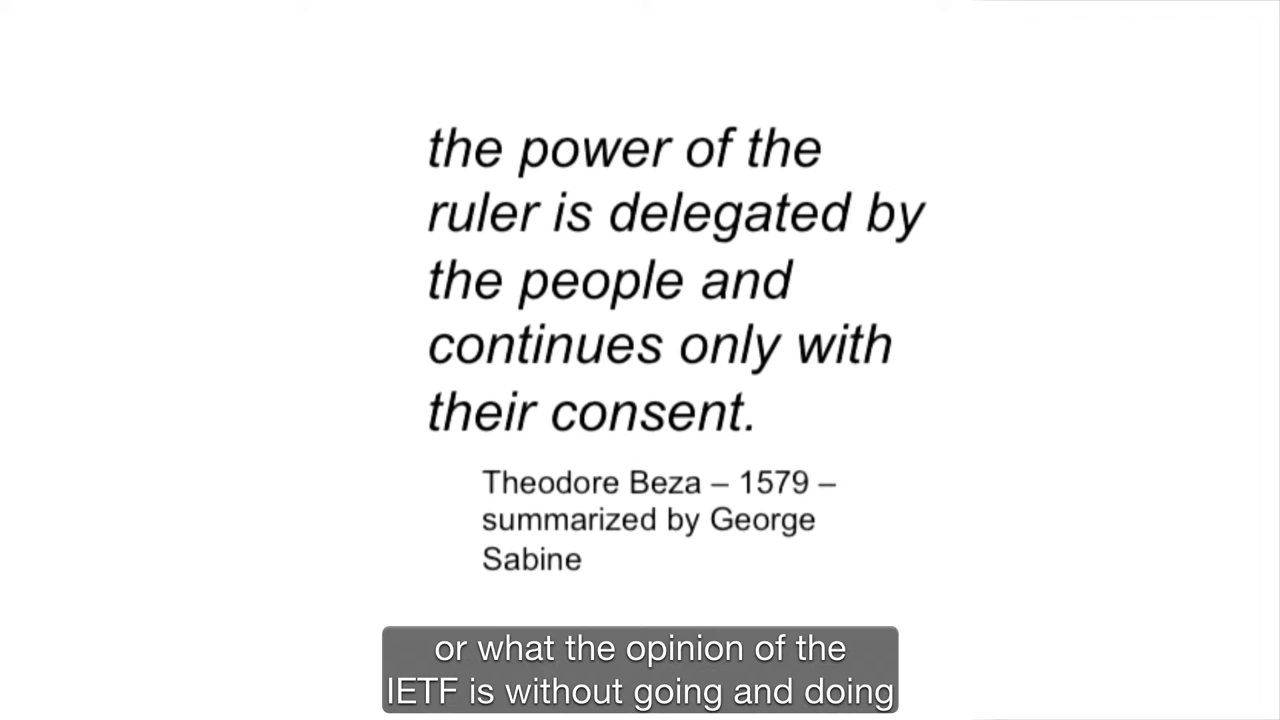 the power of the
ruler is delegated by
the people and
continues only with
their consent.
Theodore Beza – 1579 –
summarized by George
Sabine
or what the opinion of the
IETF is without going and doing